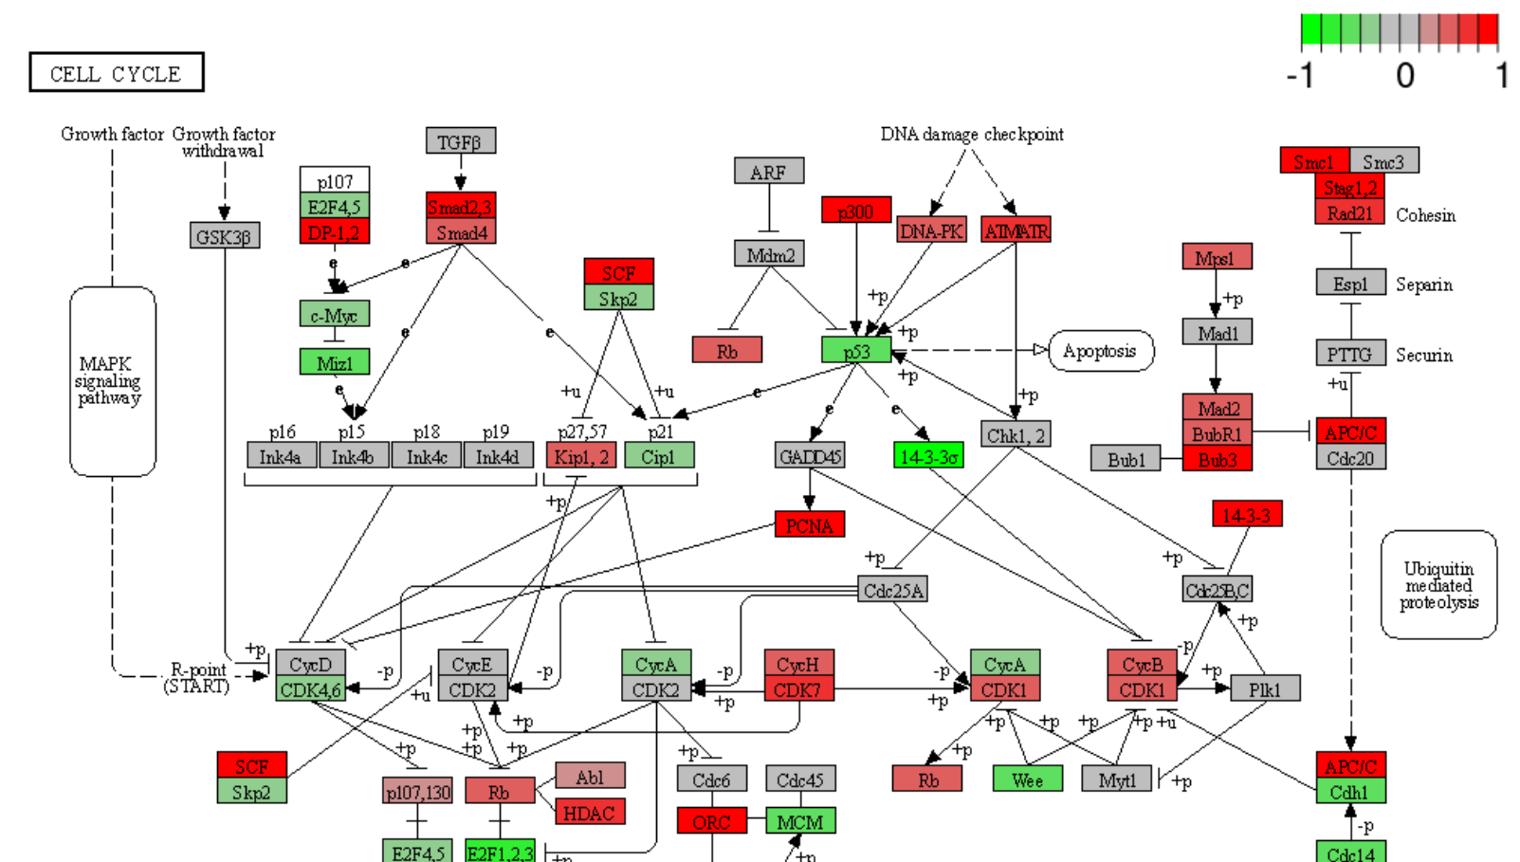 -1 0 1
CELL CYCLE
Growth factor
Growth factor
withdrawal
TGFβ
DNA damage checkpoint
p107
E2F4,5
DP-1,2
Smad2,3
Smad4
ARF
p300
DNA-PK
ATM/ATR
Smc1
Smc3
Stag1,2
Rad21
Cohesin
GSK3β
Mdm2
Mps1
e
e
SCF
Skp2
Esp1
Separin
+p
+p
c-Myc
e
e
+p
Mad1
Rb
p53
Apoptosis
PTTG
Securin
Miz1
MAPK
signaling
pathway
+p
e
+u
+u
e
e
e
+p
+u
Mad2
BubR1
Bub3
Bub1
APC/C
Cdc20
p16
Ink4a
p15
Ink4b
p18
Ink4c
p19
Ink4d
p27,57
Kip1, 2
p21
Cip1
GADD45
14-3-3σ
Chk1, 2
+p
PCNA
14-3-3
+p
+p
Cdc25A
Cdc25B,C
Ubiquitin
mediated
proteolysis
+p
+p
R-point
(START)
CycD
CDK4,6
-p
+u
CycE
CDK2
-p
CycA
CDK2
-p
+p
CycH
CDK7
-p
+p
CycA
CDK1
CycB
CDK1
-p
+p
Plk1
+p
+p
+p
+p
+p
+p
+p
+p
+p
+p
+u
SCF
Skp2
p107,130
Rb
Abl
HDAC
Cdc6
Cdc45
Rb
Wee
Myt1
+p
APC/C
Cdh1
ORC
MCM
-p
E2F4,5
E2F1,2,3
+p
+p
Cdc14